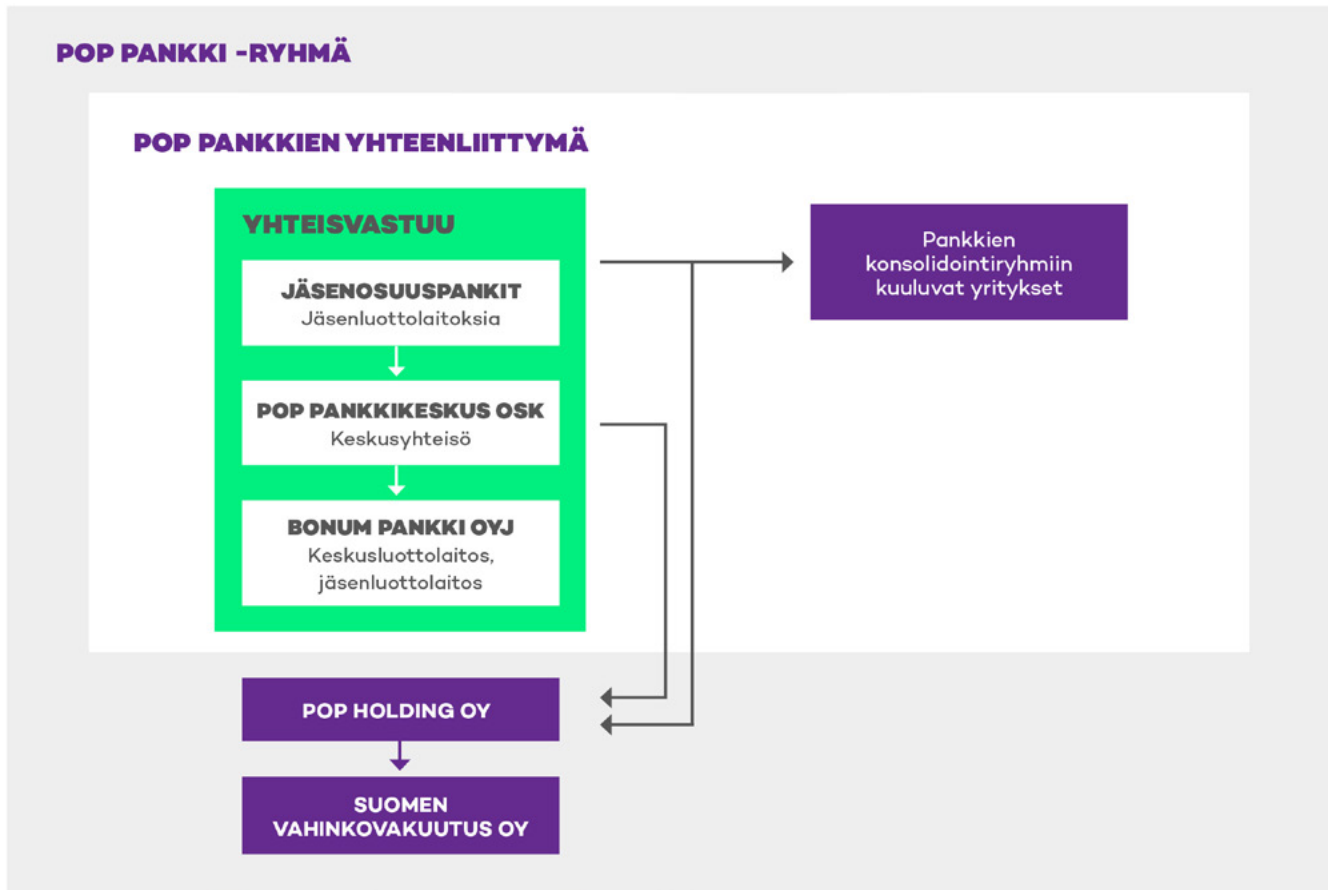 POP PANKKI -RYHMÄ
POP PANKKIEN YHTEENLIITTYMÄ
YHTEISVASTUU
JÄSENOSUUSPANKIT
Jäsenluottolaitoksia
POP PANKKIKESKUS OSK
Keskusyhteisö
BONUM PANKKI OYJ
Keskusluottolaitos,
jäsenluottolaitos
Pankkien
konsolidointiryhmiin
kuuluvat yritykset
POP HOLDING OY
SUOMEN
VAHINKOVAKUUTUS OY